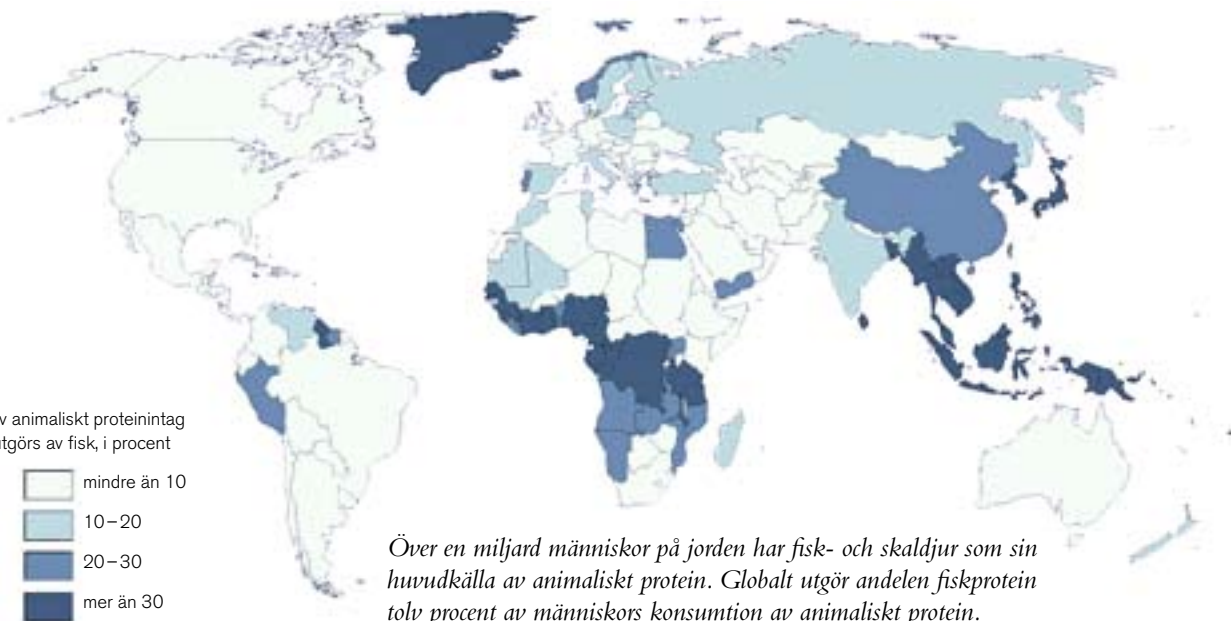 v animaliskt proteinintag
utgörs av fisk, i procent
mindre än 10
10–20
20–30
mer än 30
Över en miljard människor på jorden har fisk- och skaldjur som sin
huvudkälla av animaliskt protein. Globalt utgör andelen fiskprotein
tolv procent av människors konsumtion av animaliskt protein.